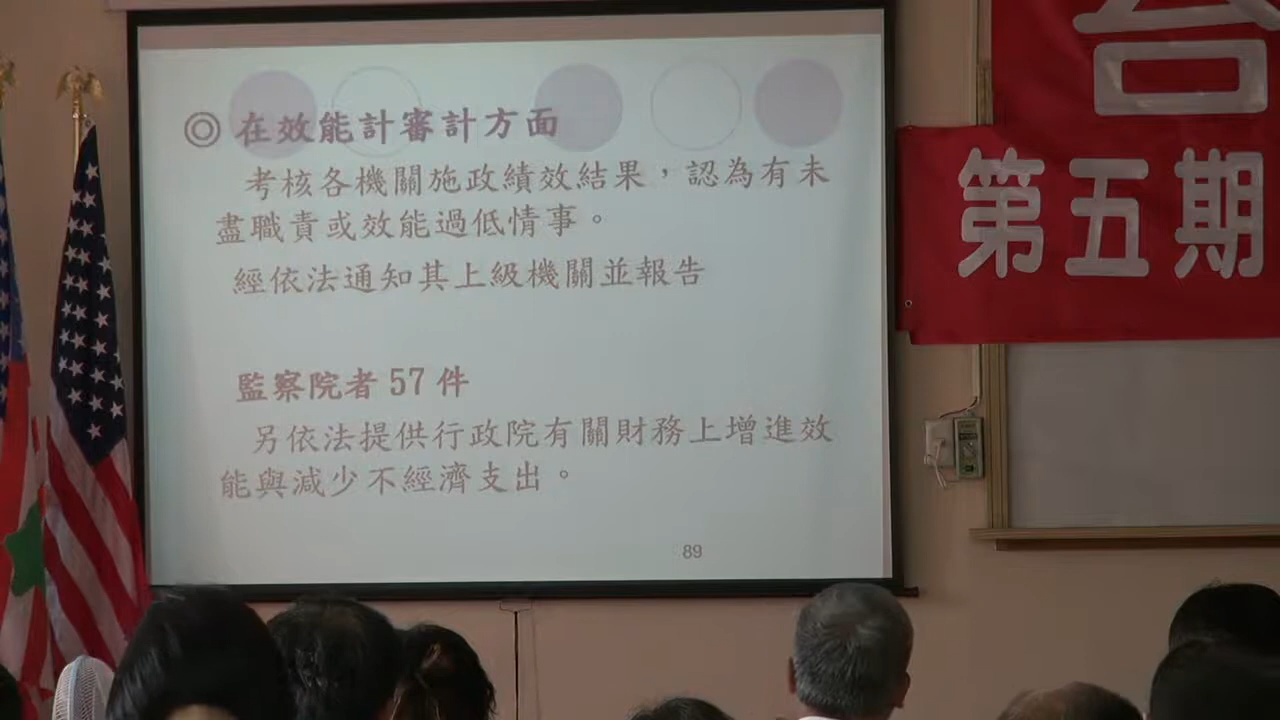 ◎ 在效能計審計方面
考核各機關施政績效結果，認為有未
盡職責或效能過低情事。
經依法通知其上級機關並報告
監察院者 57 件
另依法提供行政院有關財務上增進效
能與減少不經濟支出。
89
第五期